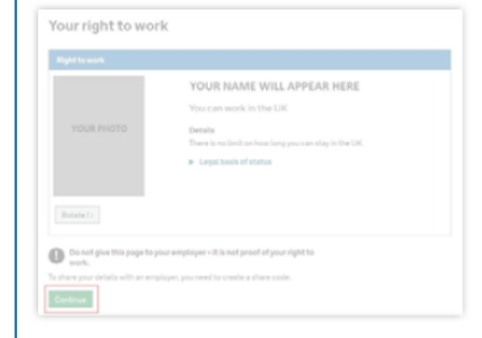 Your right to work
Right to work
YOUR NAME WILL APPEAR HERE
You can work in the UK
YOUR PHOTO
Details
There is no limit on how long you can stay in the UK.
Legal basis of status
Rotate
Do not give this page to your employer - it is not proof of your right to
work.
To share your details with an employer, you need to create a share code.
Continue